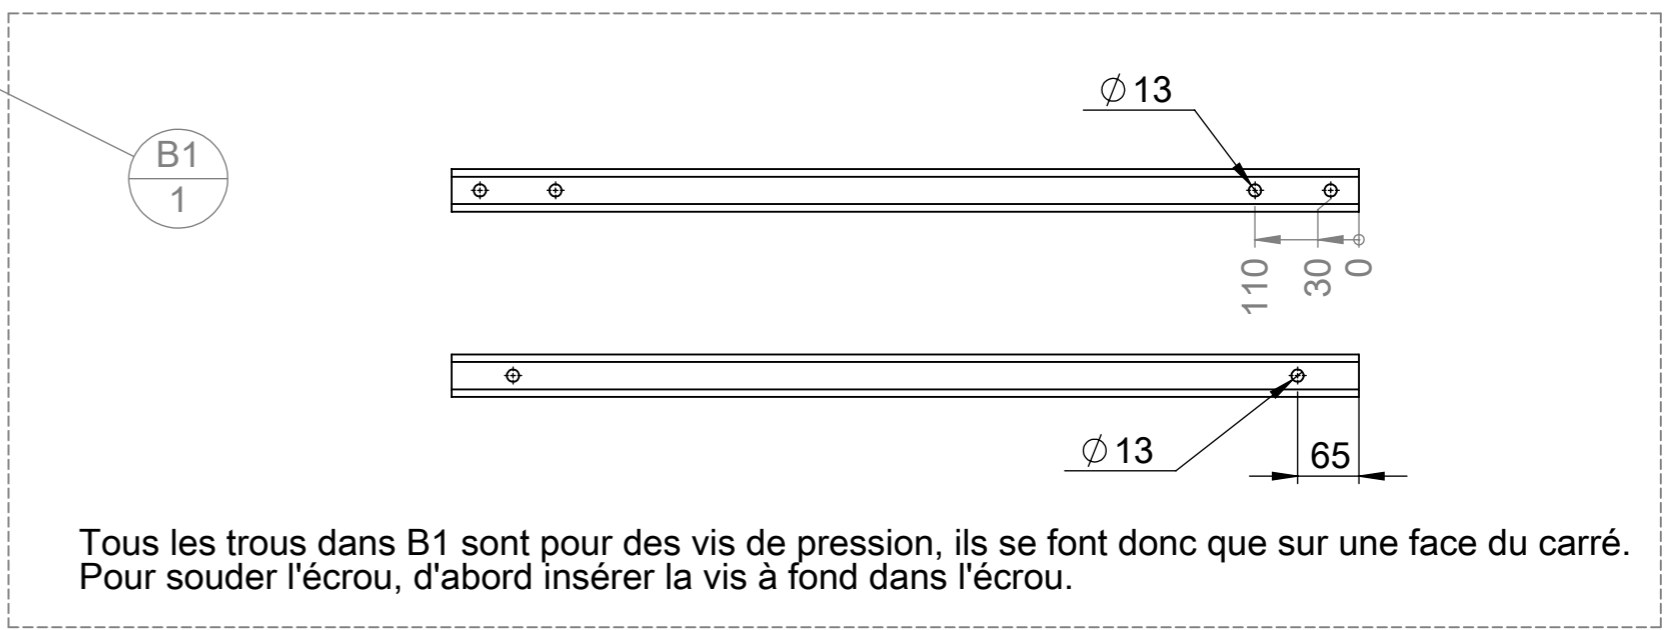 ∅ 13
B1
1
110
30
0
∅ 13
65
Tous les trous dans B1 sont pour des vis de pression, ils se font donc que sur une face du carré.
Pour souder l'écrou, d'abord insérer la vis à fond dans l'écrou.